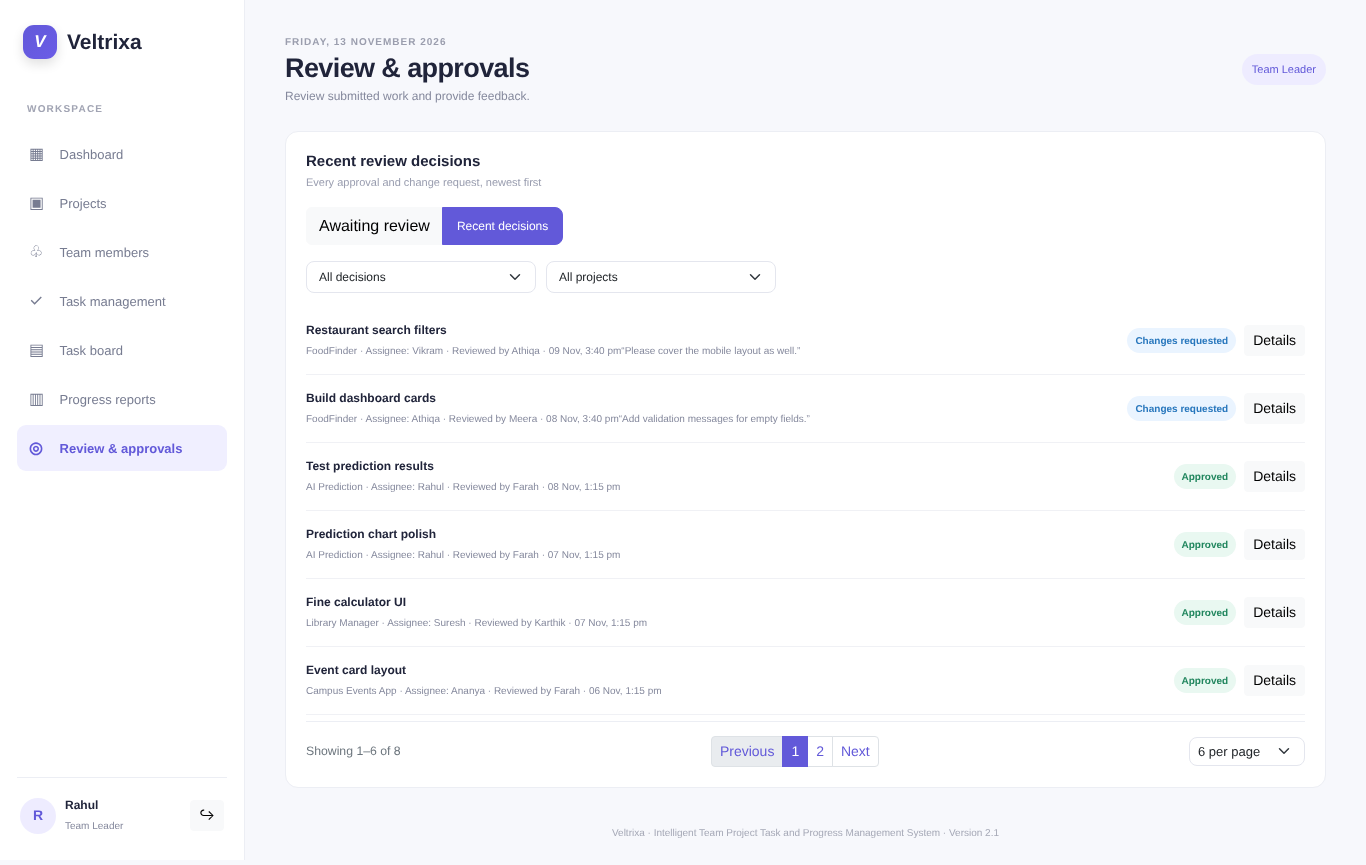 V Veltrixa
WORKSPACE
Dashboard
Projects
Team members
Task management
Task board
Progress reports
Review & approvals
R
Rahul
Team Leader
FRIDAY, 13 NOVEMBER 2026
Review & approvals
Review submitted work and provide feedback.
Team Leader
Recent review decisions
Every approval and change request, newest first
Awaiting review Recent decisions
All decisions All projects
Restaurant search filters
FoodFinder · Assignee: Vikram · Reviewed by Athiqa · 09 Nov, 3:40 pm“Please cover the mobile layout as well.”
Changes requested Details
Build dashboard cards
FoodFinder · Assignee: Athiqa · Reviewed by Meera · 08 Nov, 3:40 pm“Add validation messages for empty fields.”
Changes requested Details
Test prediction results
AI Prediction · Assignee: Rahul · Reviewed by Farah · 08 Nov, 1:15 pm
Approved Details
Prediction chart polish
AI Prediction · Assignee: Rahul · Reviewed by Farah · 07 Nov, 1:15 pm
Approved Details
Fine calculator UI
Library Manager · Assignee: Suresh · Reviewed by Karthik · 07 Nov, 1:15 pm
Approved Details
Event card layout
Campus Events App · Assignee: Ananya · Reviewed by Farah · 06 Nov, 1:15 pm
Approved Details
Showing 1–6 of 8
Previous 1 2 Next
6 per page
Veltrixa · Intelligent Team Project Task and Progress Management System · Version 2.1